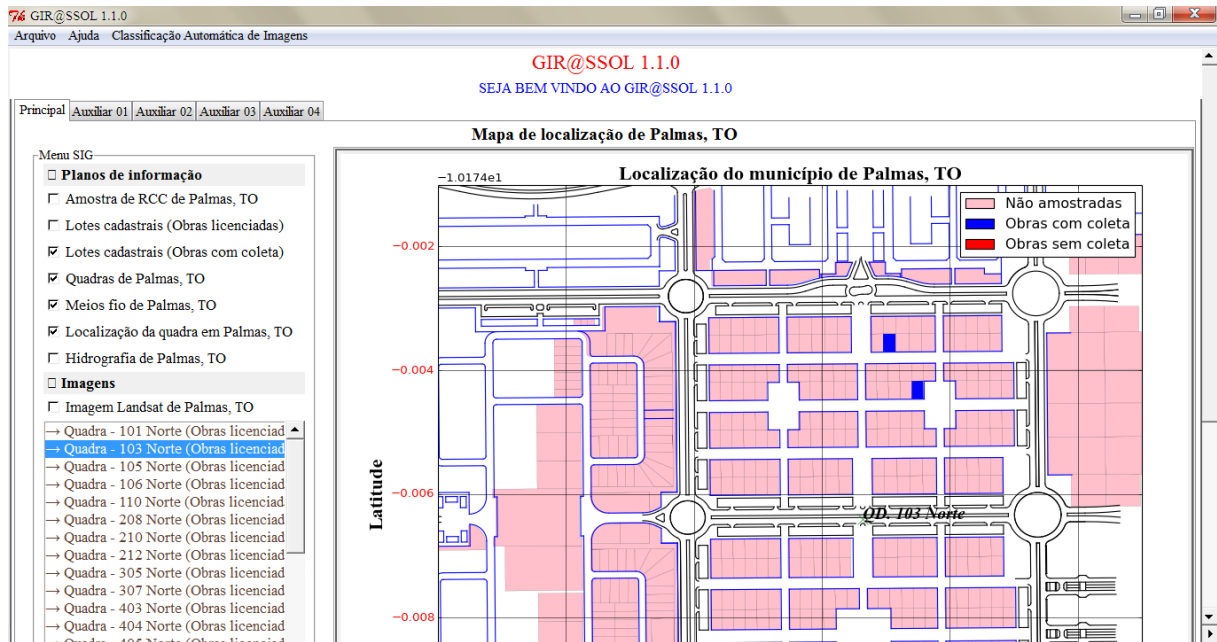 GIR@SSOL 1.1.0
Arquivo Ajuda Classificação Automática de Imagens
GIR@SSOL 1.1.0
SEJA BEM VINDO AO GIR@SSOL 1.1.0
Principal Auxiliar 01 Auxiliar 02 Auxiliar 03 Auxiliar 04
Mapa de localização de Palmas, TO
Menu SIG
Planos de informação
Amostra de RCC de Palmas, TO
Lotes cadastrais (Obras licenciadas)
Lotes cadastrais (Obras com coleta)
Quadras de Palmas, TO
Meios fio de Palmas, TO
Localização da quadra em Palmas, TO
Hidrografia de Palmas, TO
Imagens
Imagem Landsat de Palmas, TO
→ Quadra - 101 Norte (Obras licenciad
→ Quadra - 103 Norte (Obras licenciad
→ Quadra - 105 Norte (Obras licenciad
→ Quadra - 106 Norte (Obras licenciad
→ Quadra - 110 Norte (Obras licenciad
→ Quadra - 208 Norte (Obras licenciad
→ Quadra - 210 Norte (Obras licenciad
→ Quadra - 212 Norte (Obras licenciad
→ Quadra - 305 Norte (Obras licenciad
→ Quadra - 307 Norte (Obras licenciad
→ Quadra - 403 Norte (Obras licenciad
→ Quadra - 404 Norte (Obras licenciad
Localização do município de Palmas, TO
−1.0174e1
Não amostradas
Obras com coleta
Obras sem coleta
−0.002
−0.004
−0.006
−0.008
Latitude
QD. 103 Norte